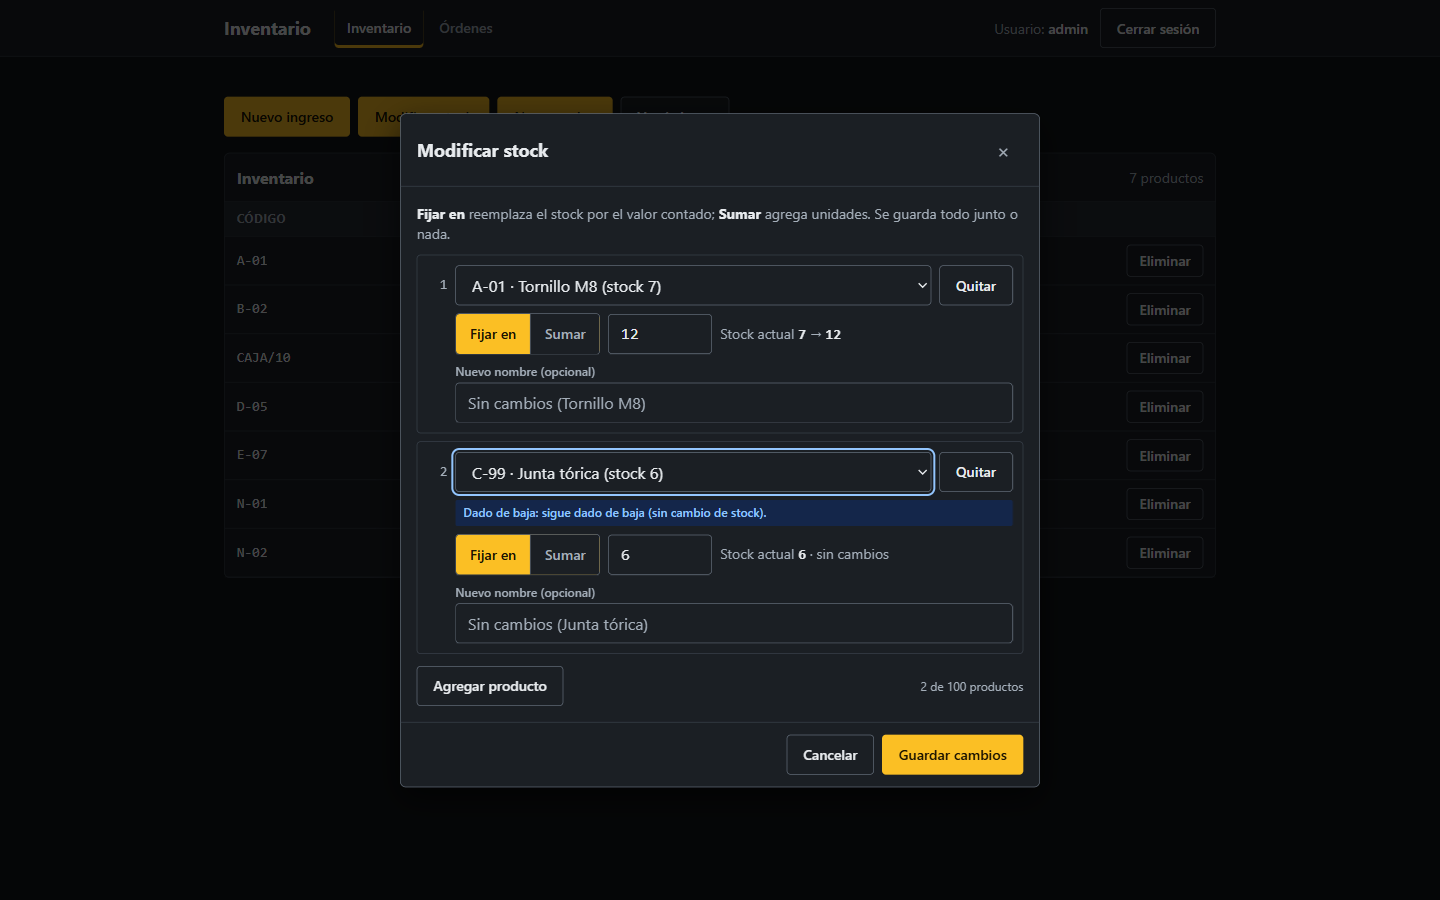 Inventario
Inventario
Órdenes
Usuario: admin
Cerrar sesión
Nuevo ingreso
Inventario
7 productos
CÓDIGO
A-01
Eliminar
B-02
Eliminar
CAJA/10
Eliminar
D-05
Eliminar
E-07
Eliminar
N-01
Eliminar
N-02
Eliminar
Modificar stock
×
Fijar en reemplaza el stock por el valor contado; Sumar agrega unidades. Se guarda todo junto o
nada.
1
A-01 · Tornillo M8 (stock 7)
Quitar
Fijar en
Sumar
12
Stock actual 7 → 12
Nuevo nombre (opcional)
Sin cambios (Tornillo M8)
2
C-99 · Junta tórica (stock 6)
Quitar
Dado de baja: sigue dado de baja (sin cambio de stock).
Fijar en
Sumar
6
Stock actual 6 · sin cambios
Nuevo nombre (opcional)
Sin cambios (Junta tórica)
Agregar producto
2 de 100 productos
Cancelar
Guardar cambios